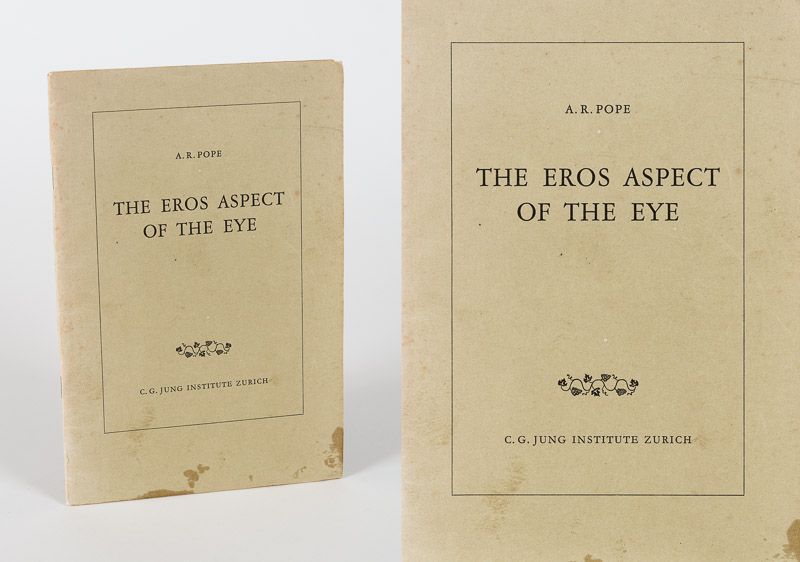 A. R. POPE
THE EROS ASPECT
OF THE EYE
C. G. JUNG INSTITUTE ZURICH
A. R. POPE
THE EROS ASPECT
OF THE EYE
C. G. JUNG INSTITUTE ZURICH